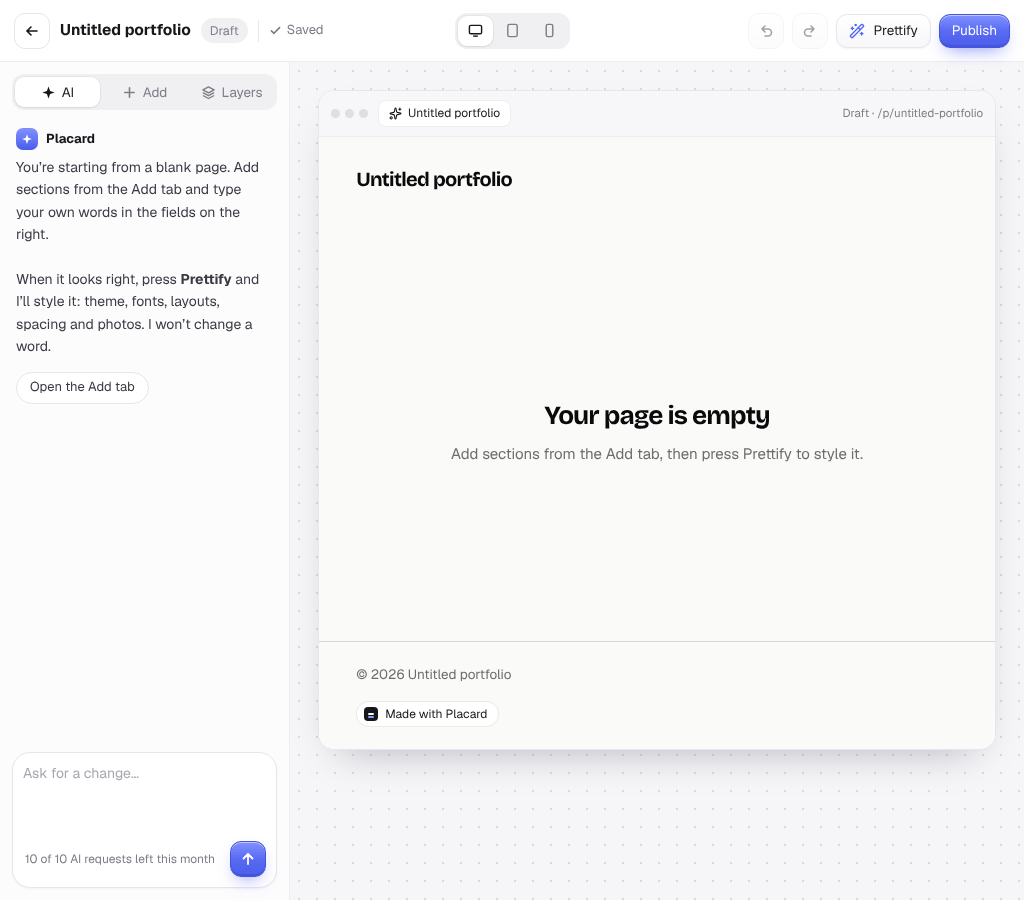 Untitled portfolio
Draft
Saved
Prettify
Publish
AI
Add
Layers
Placard
You’re starting from a blank page. Add
sections from the Add tab and type
your own words in the fields on the
right.
When it looks right, press Prettify and
I’ll style it: theme, fonts, layouts,
spacing and photos. I won’t change a
word.
Open the Add tab
Ask for a change…
10 of 10 AI requests left this month
Untitled portfolio
Draft · /p/untitled-portfolio
Untitled portfolio
Your page is empty
Add sections from the Add tab, then press Prettify to style it.
© 2026 Untitled portfolio
Made with Placard